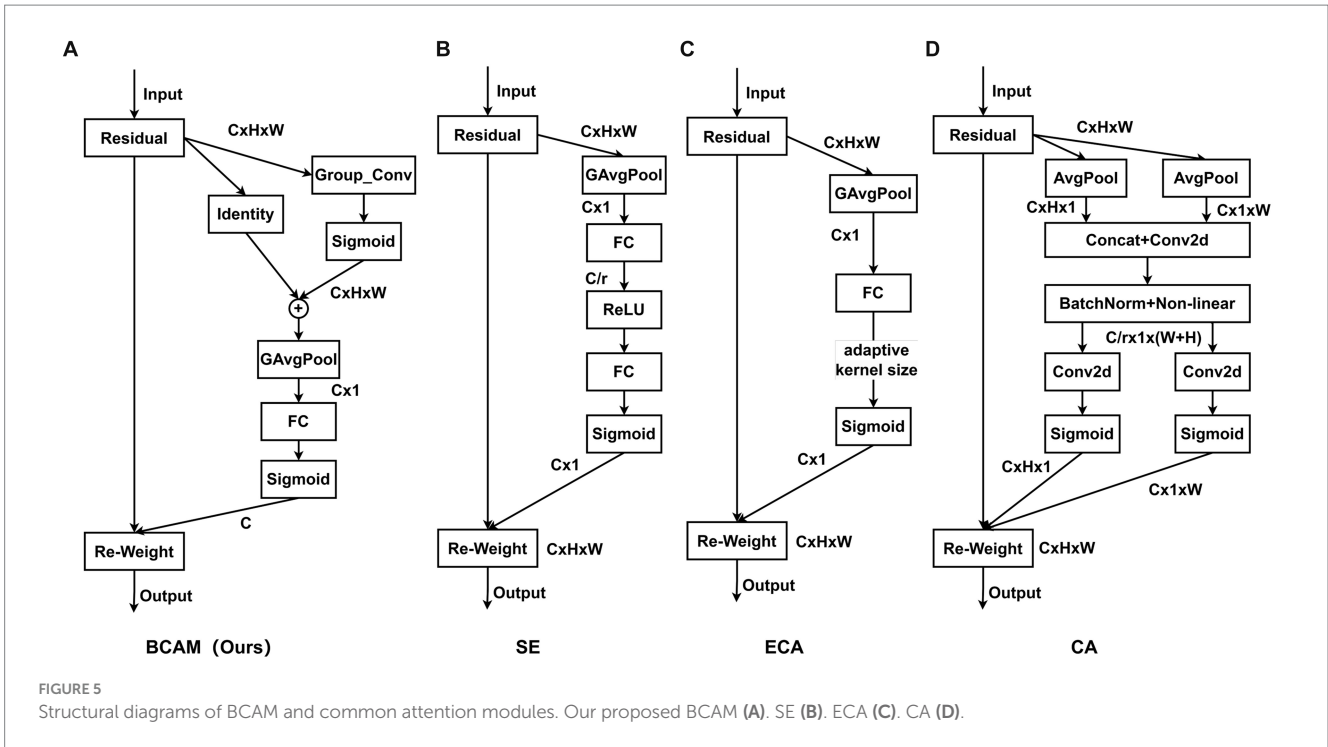 A
Input
Residual
CxHxW
Group_Conv
Identity
Sigmoid
CxHxW
+
GAvgPool
Cx1
FC
Sigmoid
C
Re-Weight
Output
BCAM (Ours)
B
Input
Residual
CxHxW
GAvgPool
Cx1
FC
C/r
ReLU
FC
Sigmoid
Cx1
Re-Weight
CxHxW
Output
SE
C
Input
Residual
CxHxW
GAvgPool
Cx1
FC
adaptive
kernel size
Sigmoid
Cx1
Re-Weight
CxHxW
Output
ECA
D
Input
Residual
CxHxW
AvgPool
AvgPool
CxHx1
Cx1xW
Concat+Conv2d
BatchNorm+Non-linear
C/rx1x(W+H)
Conv2d
Conv2d
Sigmoid
Sigmoid
CxHx1
Cx1xW
Re-Weight
CxHxW
Output
CA
FIGURE 5
Structural diagrams of BCAM and common attention modules. Our proposed BCAM (A). SE (B). ECA (C). CA (D).